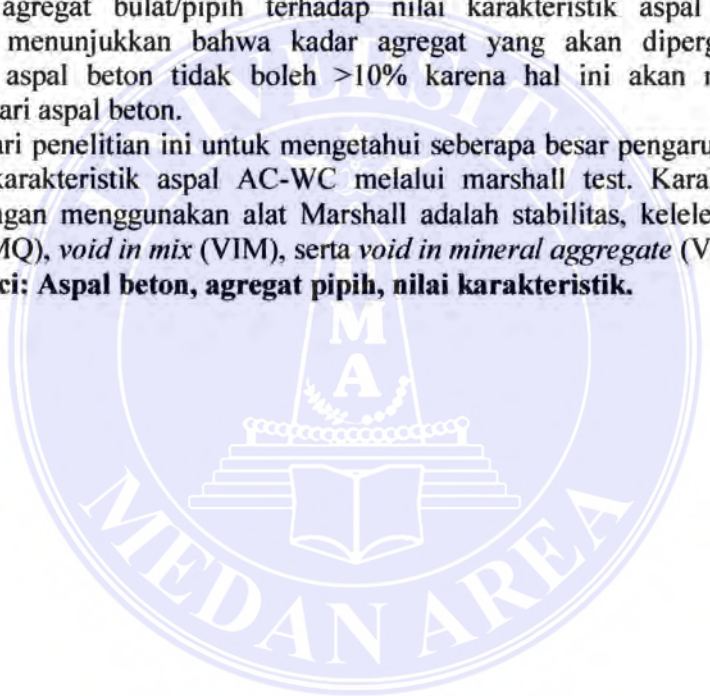 agregat bulat/pipih terhadap nilai karakteristik aspal
menunjukkan bahwa kadar agregat yang akan diperg
aspal beton tidak boleh >10% karena hal ini akan
ari aspal beton.
ari penelitian ini untuk mengetahui seberapa besar pengaru
karakteristik aspal AC-WC melalui marshall test. Kara
ngan menggunakan alat Marshall adalah stabilitas, kelele
MQ), void in mix (VIM), serta void in mineral aggregate (V
ci: Aspal beton, agregat pipih, nilai karakteristik.
UNIVERSITAS
UMA
MEDAN AREA